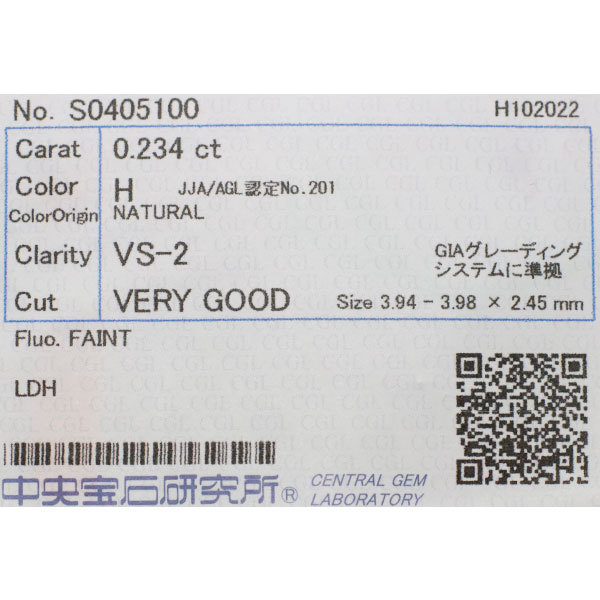 No. S0405100 H102022
Carat 0.234 ct
Color H JJA/AGL認定No.201
ColorOrigin NATURAL
Clarity VS-2 GIAグレーディング
システムに準拠
Cut VERY GOOD Size 3.94 - 3.98 × 2.45 mm
Fluo. FAINT
LDH
中央宝石研究所® CENTRAL GEM
LABORATORY